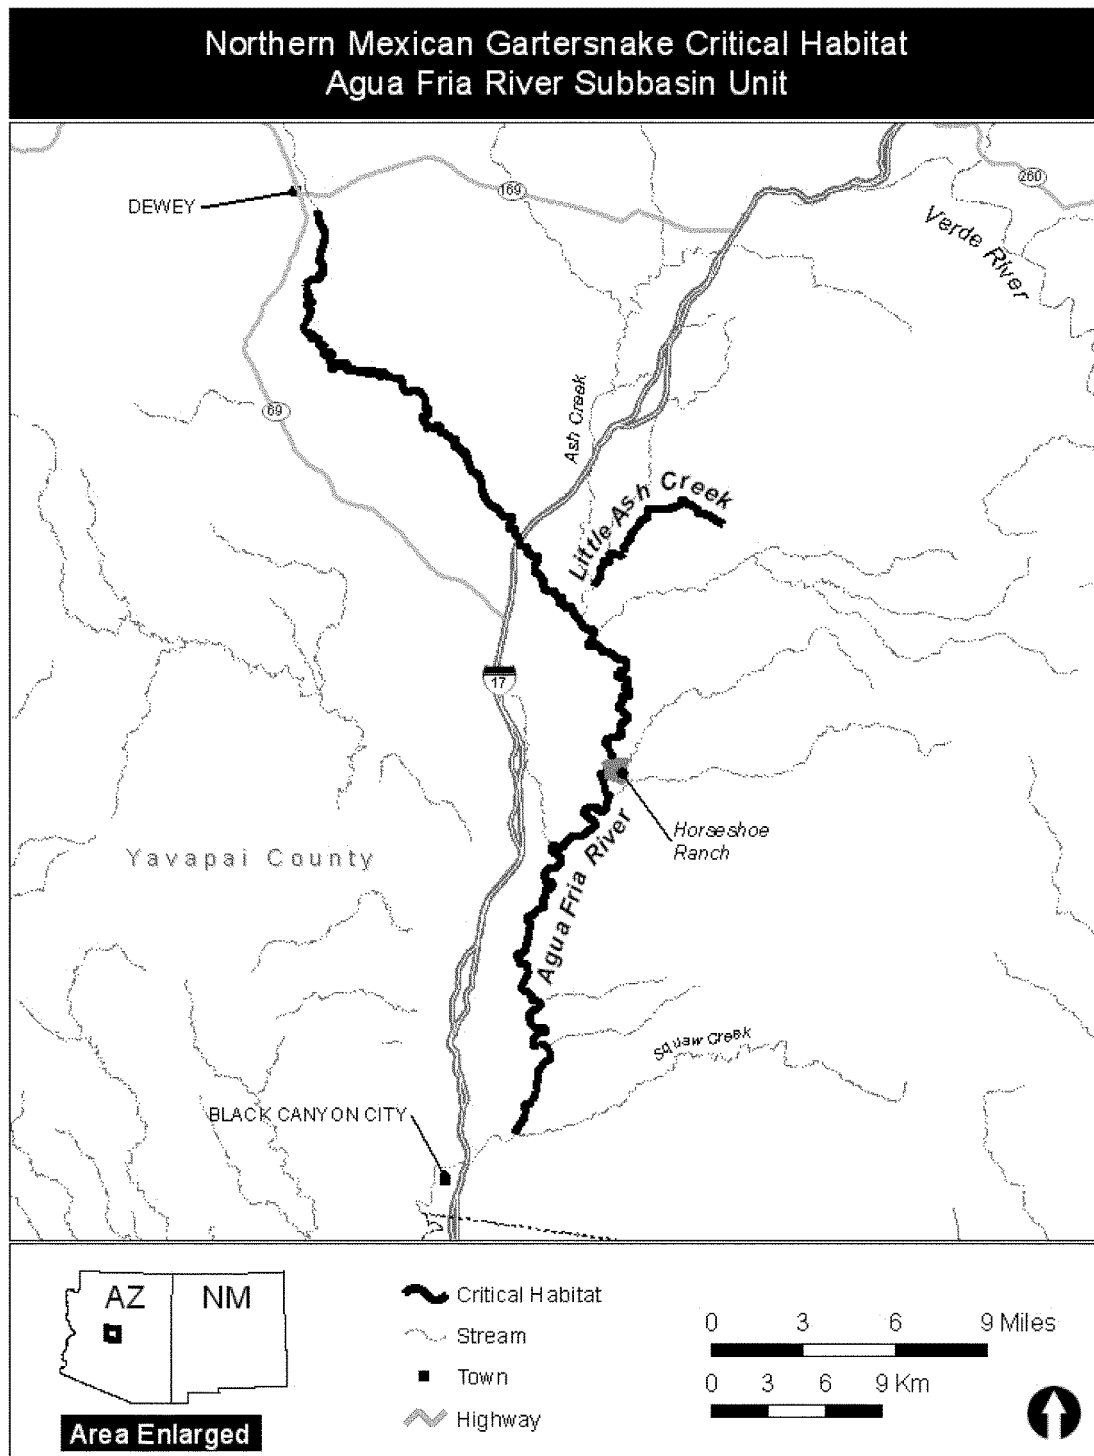 Northern Mexican Gartersnake Critical Habitat
Agua Fria River Subbasin Unit
DEWEY
169
260
Verde River
69
Ash Creek
Little Ash Creek
17
Horseshoe
Ranch
Yavapai County
Agua Fria River
Squaw Creek
BLACK CANYON CITY
AZ
NM
Area Enlarged
Critical Habitat
Stream
Town
Highway
0 3 6 9 Miles
0 3 6 9 Km